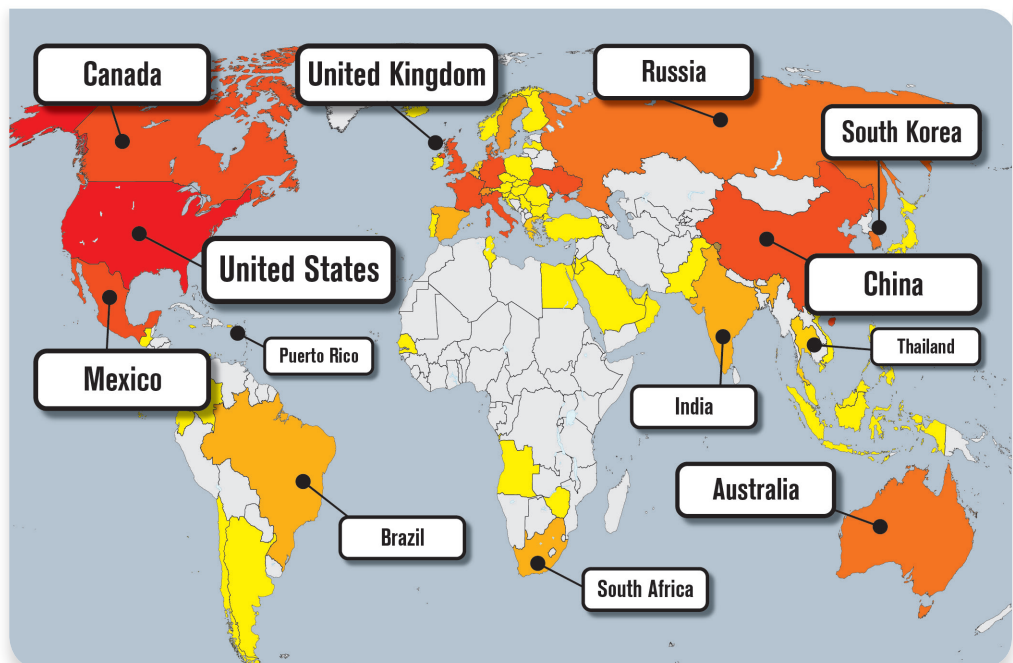 Canada
United Kingdom
Russia
South Korea
United States
China
Puerto Rico
Thailand
Mexico
India
Australia
Brazil
South Africa